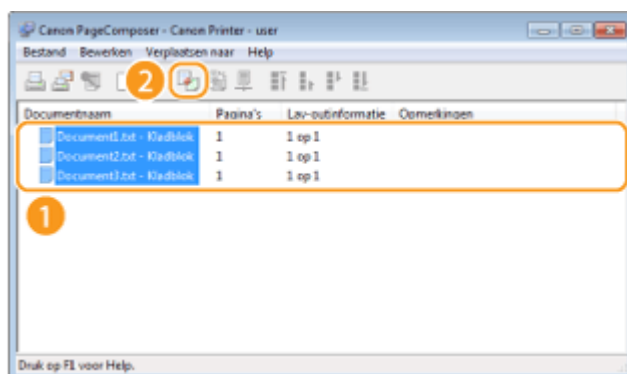 Canon PageComposer - Canon Printer - user
Bestand Bewerken Verplaatsen naar Help
2
Documentnaam Pagina's Lay-outinformatie Opmerkingen
Document1.txt - Kladblok 1 1 op 1
Document2.txt - Kladblok 1 1 op 1
Document3.txt - Kladblok 1 1 op 1
1
Druk op F1 voor Help.